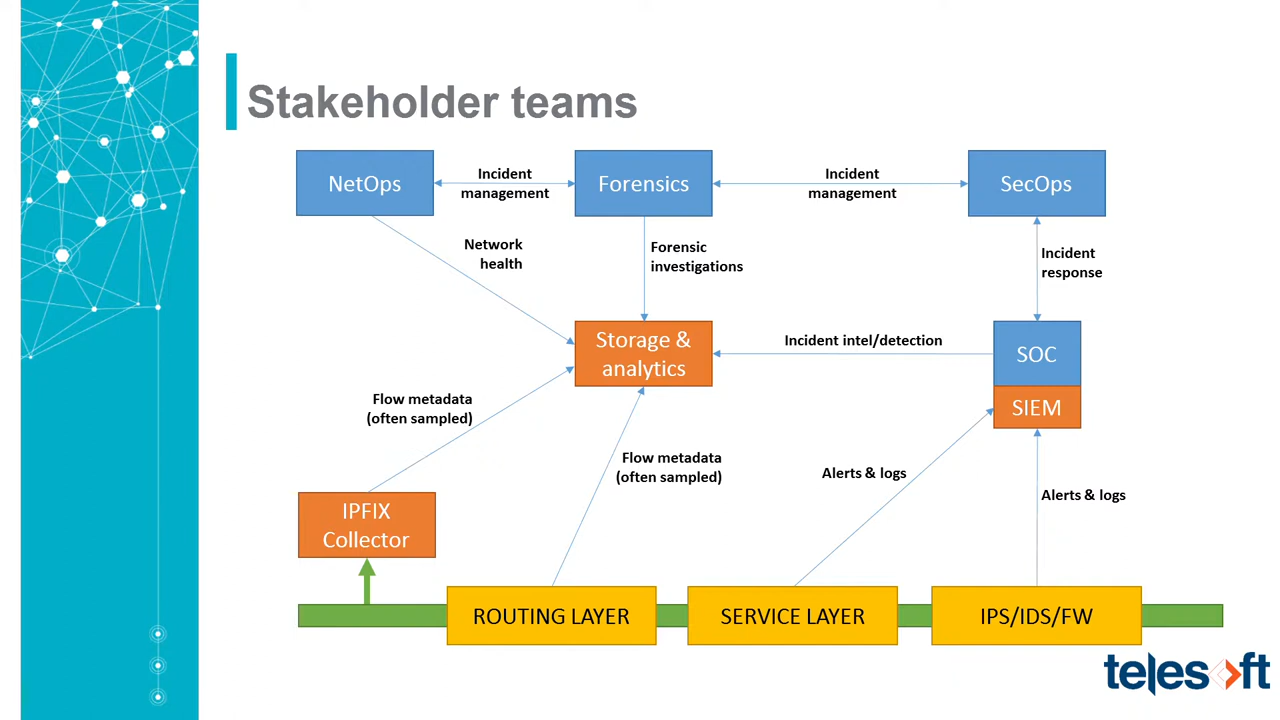 Stakeholder teams
NetOps
Incident
management
Forensics
Incident
management
SecOps
Network
health
Forensic
investigations
Incident
response
Storage &
analytics
Incident intel/detection
SOC
SIEM
Flow metadata
(often sampled)
Flow metadata
(often sampled)
Alerts & logs
Alerts & logs
IPFIX
Collector
ROUTING LAYER
SERVICE LAYER
IPS/IDS/FW
telesoft